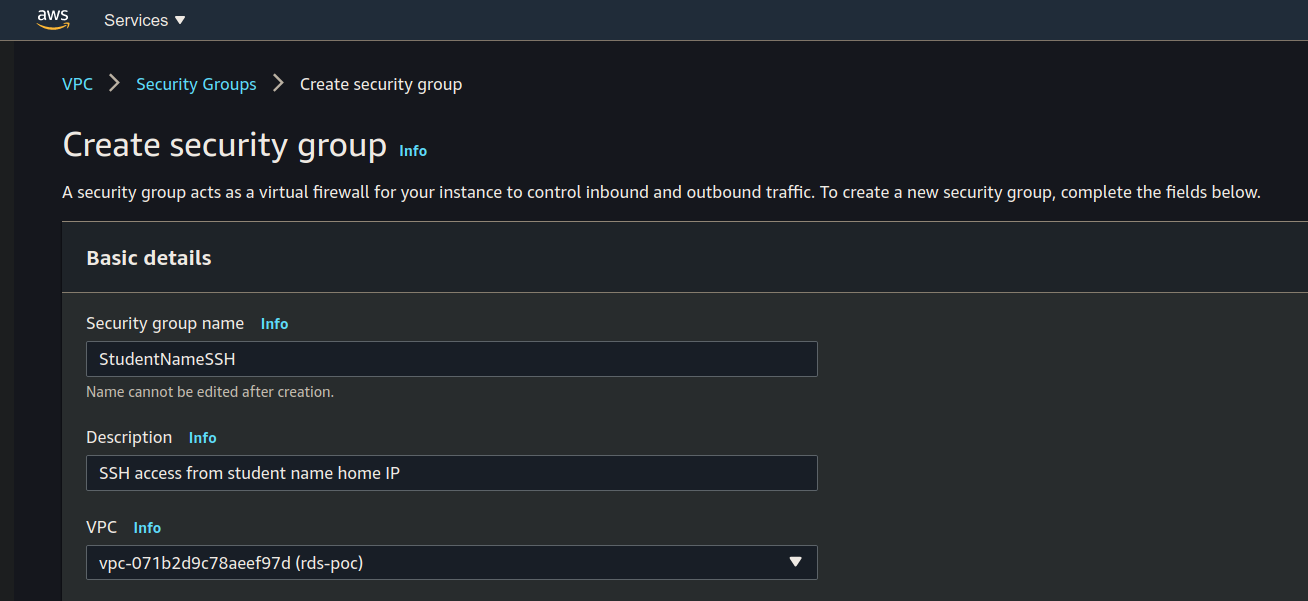 aws Services
VPC Security Groups Create security group
Create security group Info
A security group acts as a virtual firewall for your instance to control inbound and outbound traffic. To create a new security group, complete the fields below.
Basic details
Security group name Info
StudentNameSSH
Name cannot be edited after creation.
Description Info
SSH access from student name home IP
VPC Info
vpc-071b2d9c78aeef97d (rds-poc)